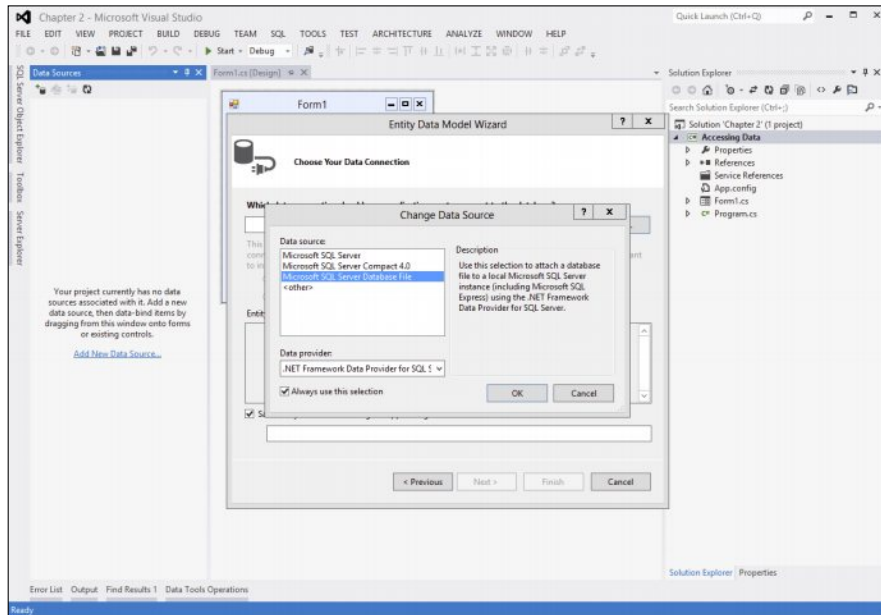 Chapter 2 - Microsoft Visual Studio
Quick Launch (Ctrl+Q)
FILE EDIT VIEW PROJECT BUILD DEBUG TEAM SQL TOOLS TEST ARCHITECTURE ANALYZE WINDOW HELP
Start - Debug
SQL Server Object Explorer
Toolbox
Server Explorer
Data Sources
Your project currently has no data
sources associated with it. Add a new
data source, then data-bind items by
dragging from this window onto forms
or existing controls.
Add New Data Source...
Form1.cs [Design]
Form1
Entity Data Model Wizard
Choose Your Data Connection
Change Data Source
Data source:
Microsoft SQL Server
Microsoft SQL Server Compact 4.0
Microsoft SQL Server Database File
<other>
Description
Use this selection to attach a database
file to a local Microsoft SQL Server
instance (including Microsoft SQL
Express) using the .NET Framework
Data Provider for SQL Server.
Data provider:
.NET Framework Data Provider for SQL S
Always use this selection
OK
Cancel
< Previous
Next >
Finish
Cancel
Solution Explorer
Search Solution Explorer (Ctrl+;)
Solution 'Chapter 2' (1 project)
Accessing Data
Properties
References
Service References
App.config
Form1.cs
Program.cs
Solution Explorer Properties
Error List Output Find Results 1 Data Tools Operations
Ready